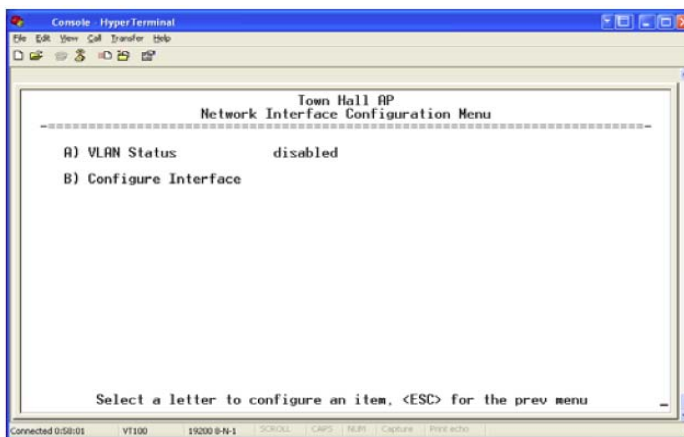 Console - HyperTerminal
File Edit View Call Transfer Help
Town Hall AP
Network Interface Configuration Menu
A) VLAN Status disabled
B) Configure Interface
Select a letter to configure an item, <ESC> for the prev menu
Connected 0:58:01 VT100 19200 8-N-1 SCROLL CAPS NUM Capture Print echo